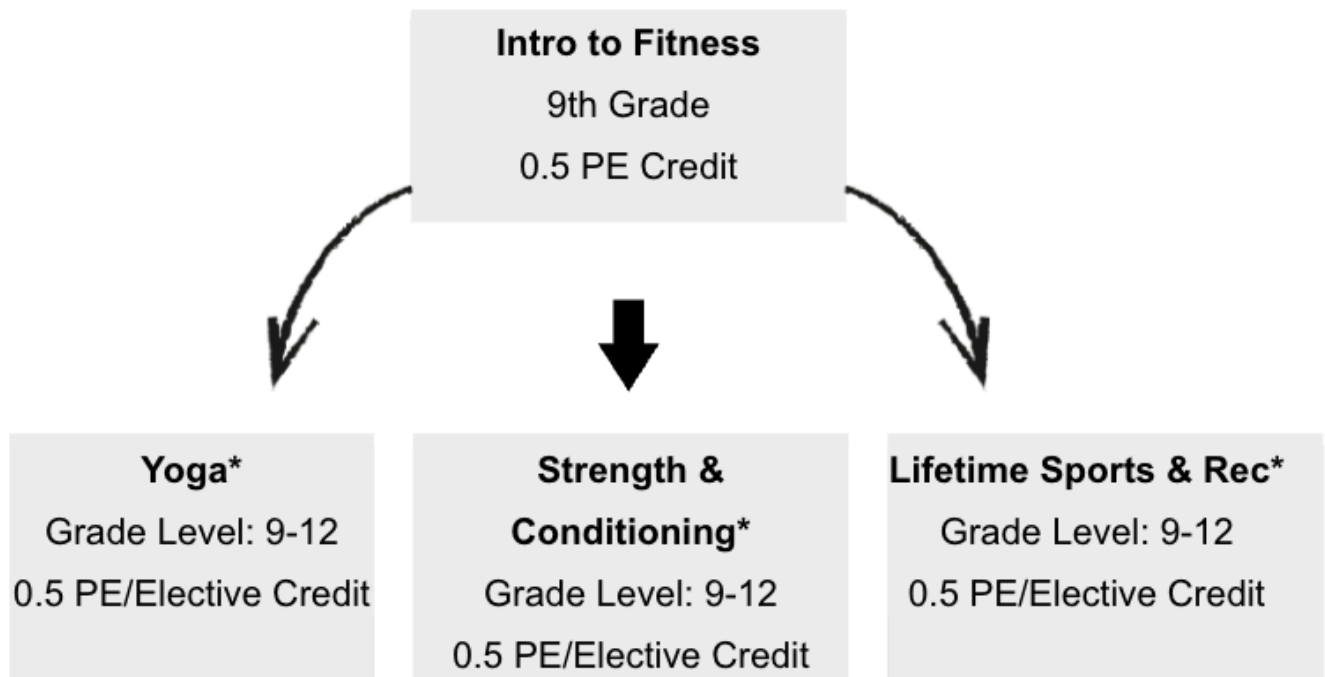 Intro to Fitness
9th Grade
0.5 PE Credit
Yoga*
Grade Level: 9-12
0.5 PE/Elective Credit
Strength &
Conditioning*
Grade Level: 9-12
0.5 PE/Elective Credit
Lifetime Sports & Rec*
Grade Level: 9-12
0.5 PE/Elective Credit